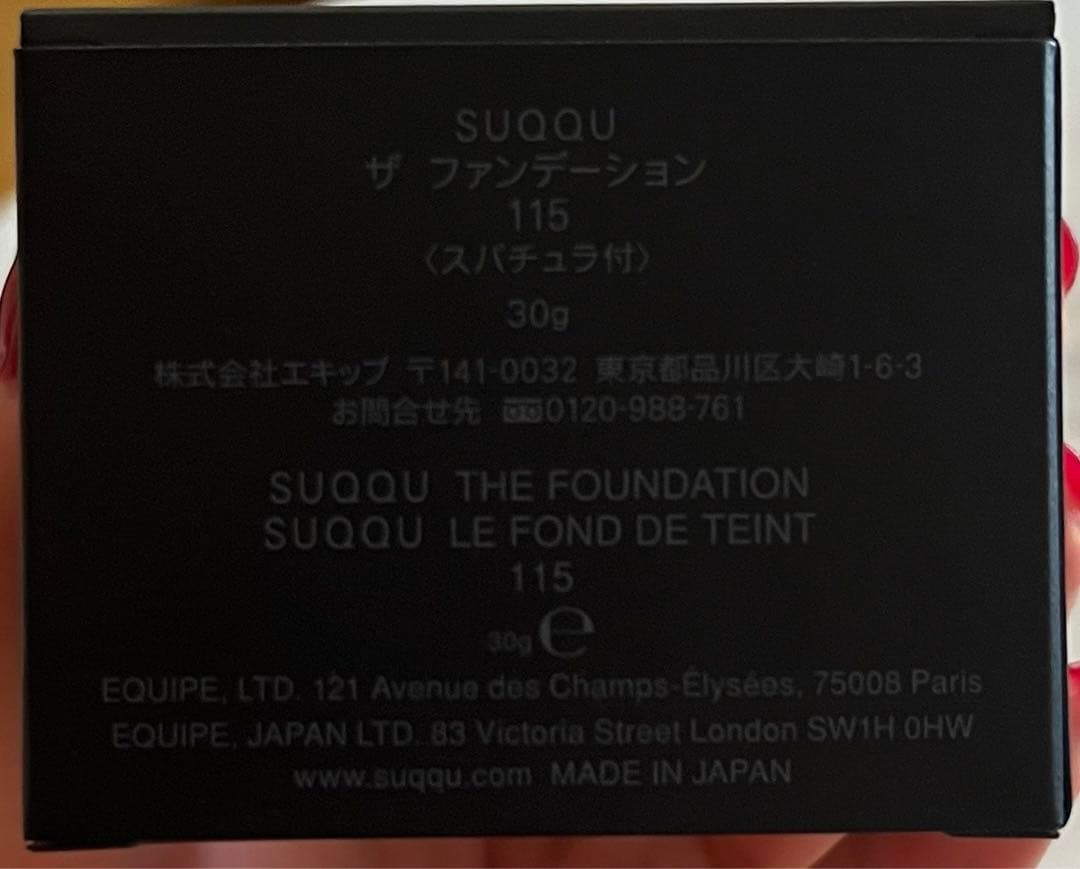 SUQQU
ザ ファンデーション
115
〈スパチュラ付〉
30g
株式会社エキップ 〒141-0032 東京都品川区大崎1-6-3
お問合せ先 0120-988-761
SUQQU THE FOUNDATION
SUQQU LE FOND DE TEINT
115
30g ℮
EQUIPE, LTD. 121 Avenue des Champs-Élysées, 75008 Paris
EQUIPE, JAPAN LTD. 83 Victoria Street London SW1H 0HW
www.suqqu.com MADE IN JAPAN